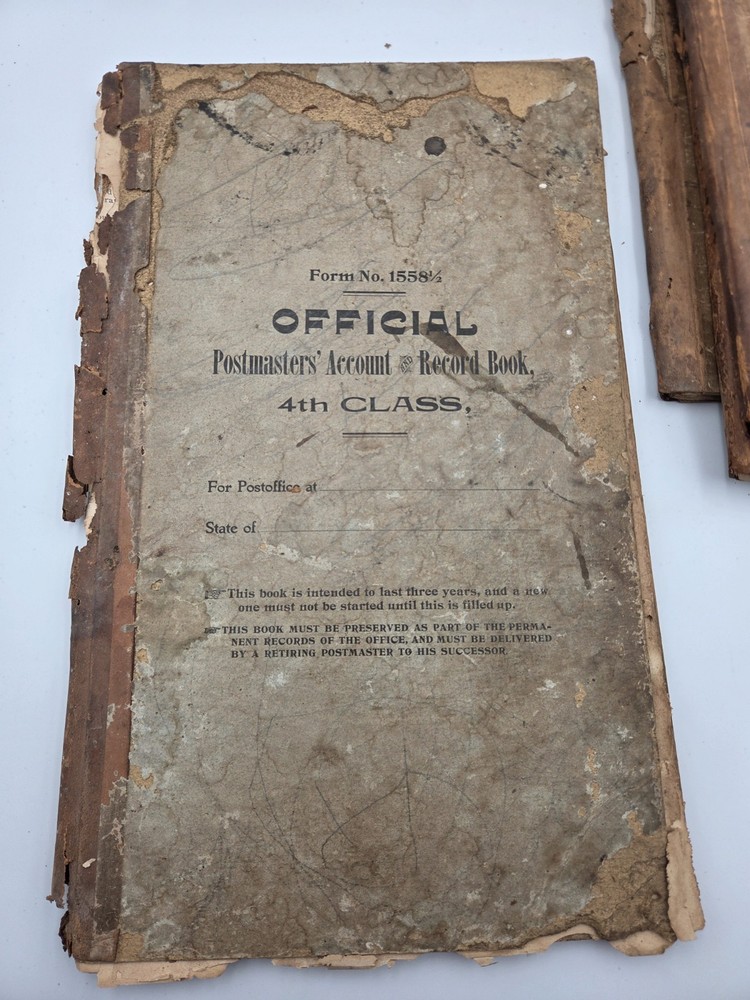 Form No. 1558½
OFFICIAL
Postmasters' Account and Record Book,
4th CLASS,
For Postoffice at
State of
This book is intended to last three years, and a new
one must not be started until this is filled up.
THIS BOOK MUST BE PRESERVED AS PART OF THE PERMA-
NENT RECORDS OF THE OFFICE, AND MUST BE DELIVERED
BY A RETIRING POSTMASTER TO HIS SUCCESSOR.